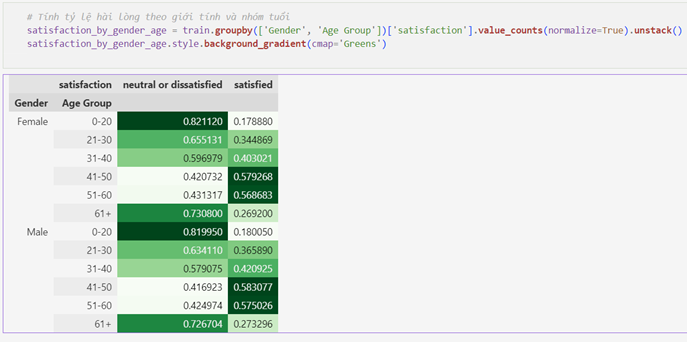 # Tính tỷ lệ hài lòng theo giới tính và nhóm tuổi
satisfaction_by_gender_age = train.groupby(['Gender', 'Age Group'])['satisfaction'].value_counts(normalize=True).unstack()
satisfaction_by_gender_age.style.background_gradient(cmap='Greens')
satisfaction neutral or dissatisfied satisfied
Gender Age Group
Female 0-20 0.821120 0.178880
21-30 0.655131 0.344869
31-40 0.596979 0.403021
41-50 0.420732 0.579268
51-60 0.431317 0.568683
61+ 0.730800 0.269200
Male 0-20 0.819950 0.180050
21-30 0.634110 0.365890
31-40 0.579075 0.420925
41-50 0.416923 0.583077
51-60 0.424974 0.575026
61+ 0.726704 0.273296